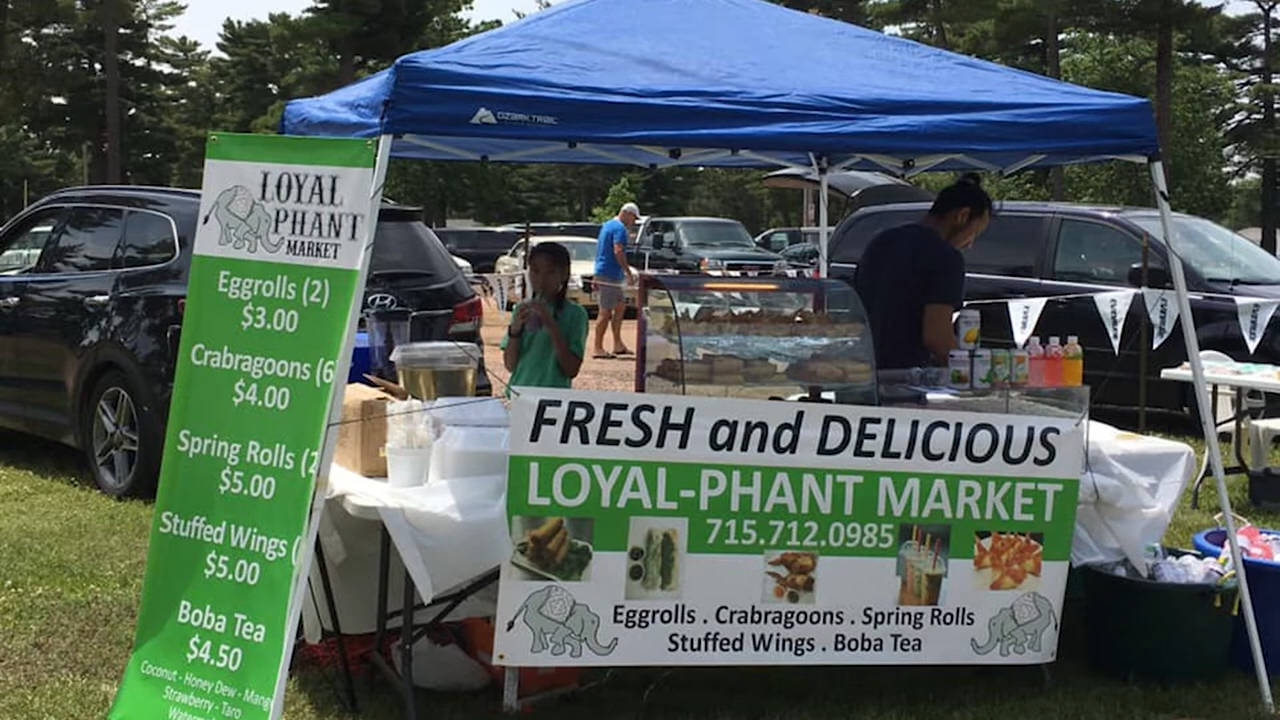 OZARK TRAIL
LOYAL
PHANT
MARKET
Eggrolls (2)
$3.00
Crabragoons (6
$4.00
Spring Rolls (2
$5.00
Stuffed Wings (
$5.00
Boba Tea
$4.50
Coconut - Honey Dew - Mang
Strawberry - Taro
FRESH and DELICIOUS
LOYAL-PHANT MARKET
715.712.0985
Eggrolls . Crabragoons . Spring Rolls
Stuffed Wings . Boba Tea